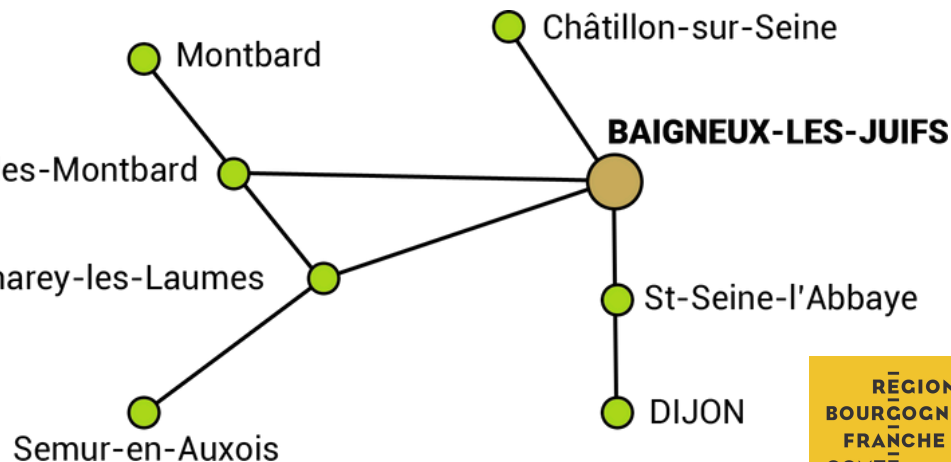 Châtillon-sur-Seine
Montbard
BAIGNEUX-LES-JUIFS
es-Montbard
arey-les-Laumes
St-Seine-l'Abbaye
DIJON
Semur-en-Auxois
RÉGION
BOURGOGN
FRANCHE